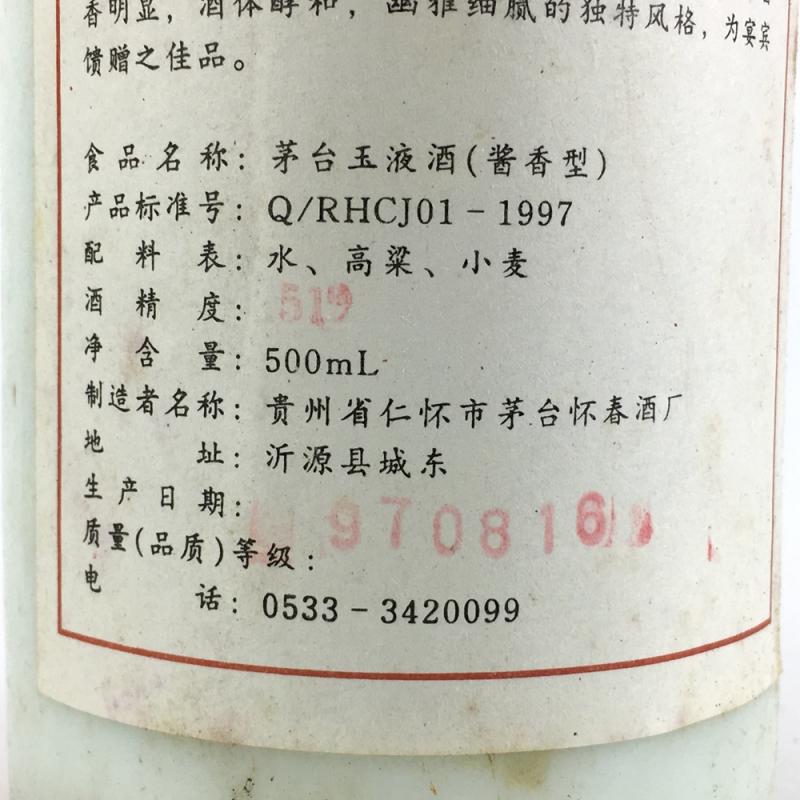 香明显，酒体醇和，幽雅细腻的独特风格，为宴宾
馈赠之佳品。
食品名称：茅台玉液酒(酱香型)
产品标准号：Q/RHCJ01-1997
配料表：水、高粱、小麦
酒精度：51
净含量：500mL
制造者名称：贵州省仁怀市茅台怀春酒厂
地址：沂源县城东
生产日期：970816
质量(品质)等级：
电话：0533-3420099